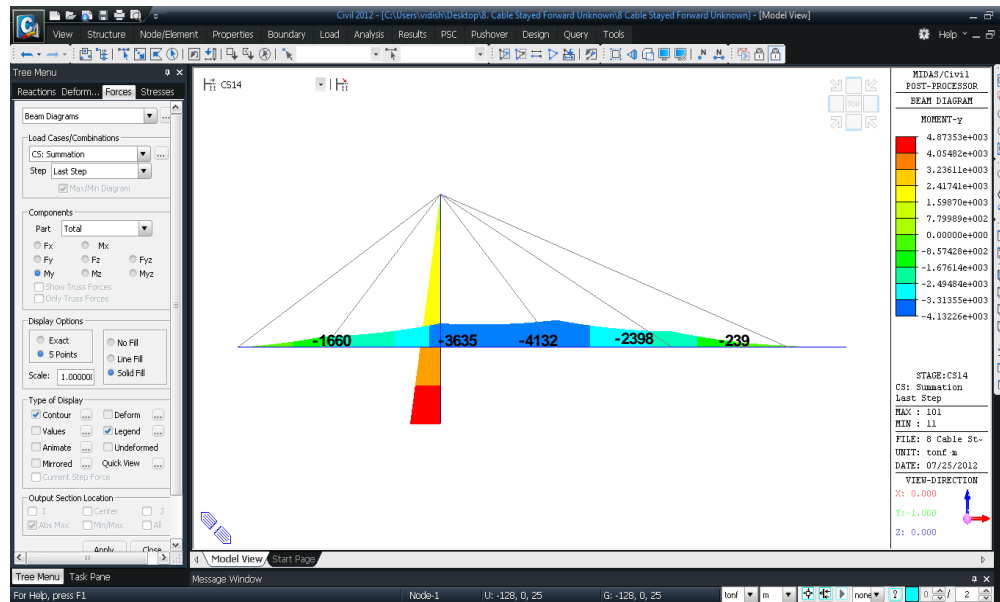 Civil 2012 - [C:\Users\vidish\Desktop\8. Cable Stayed Forward Unknown\8 Cable Stayed Forward Unknown] - [Model View]
View Structure Node/Element Properties Boundary Load Analysis Results PSC Pushover Design Query Tools Help
Tree Menu
Reactions Deform... Forces Stresses
Beam Diagrams
Load Cases/Combinations
CS: Summation
Step Last Step
Max/Min Diagram
Components
Part Total
Fx Mx
Fy Fz Fyz
My Mz Myz
Show Truss Forces
Only Truss Forces
Display Options
Exact
5 Points
No Fill
Line Fill
Solid Fill
Scale: 1.00000
Type of Display
Contour ... Deform ...
Values ... Legend ...
Animate ... Undeformed
Mirrored ... Quick View ...
Current Step Force
Output Section Location
I Center J
Abs Max Min/Max All
Apply Close
Tree Menu Task Pane
CS14
TOP
-1660 -3635 -4132 -2398 -239
MIDAS/Civil
POST-PROCESSOR
BEAM DIAGRAM
MOMENT-y
4.87353e+003
4.05482e+003
3.23611e+003
2.41741e+003
1.59870e+003
7.79989e+002
0.00000e+000
-8.57428e+002
-1.67614e+003
-2.49484e+003
-3.31355e+003
-4.13226e+003
STAGE:CS14
CS: Summation
Last Step
MAX : 101
MIN : 11
FILE: 8 Cable St~
UNIT: tonf·m
DATE: 07/25/2012
VIEW-DIRECTION
X: 0.000
Y:-1.000
Z: 0.000
Model View Start Page
Message Window
For Help, press F1 Node-1 U: -128, 0, 25 G: -128, 0, 25 tonf m none ? 0 / 2